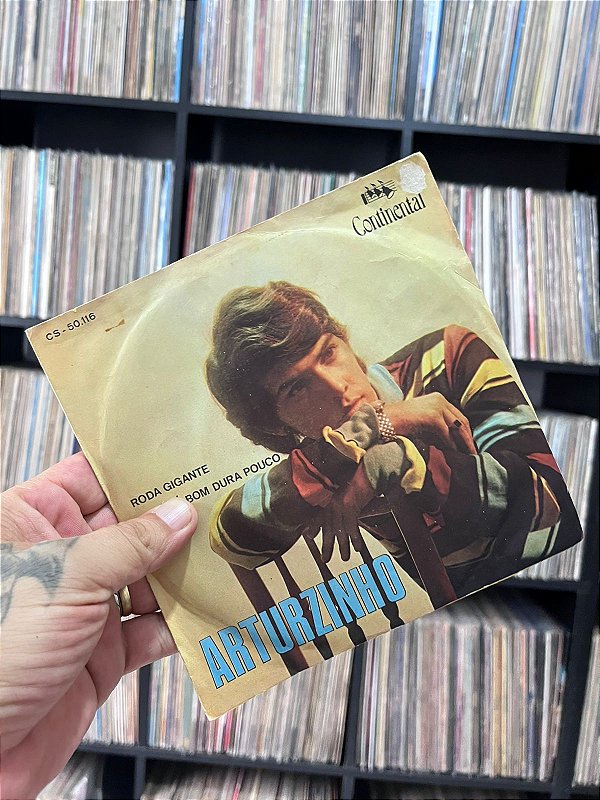 Continental
CS-50.116
RODA GIGANTE
BOM DURA POUCO
ARTURZINHO